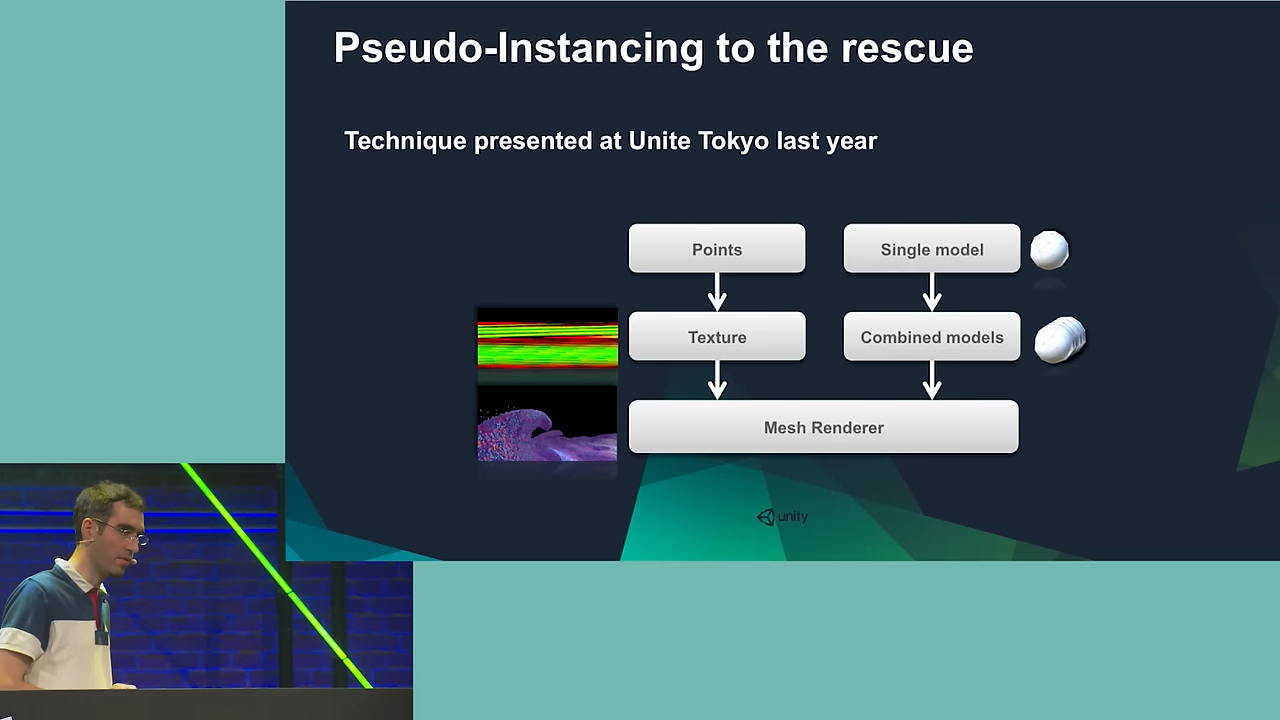 Pseudo-Instancing to the rescue
Technique presented at Unite Tokyo last year
Points
Single model
Texture
Combined models
Mesh Renderer
unity